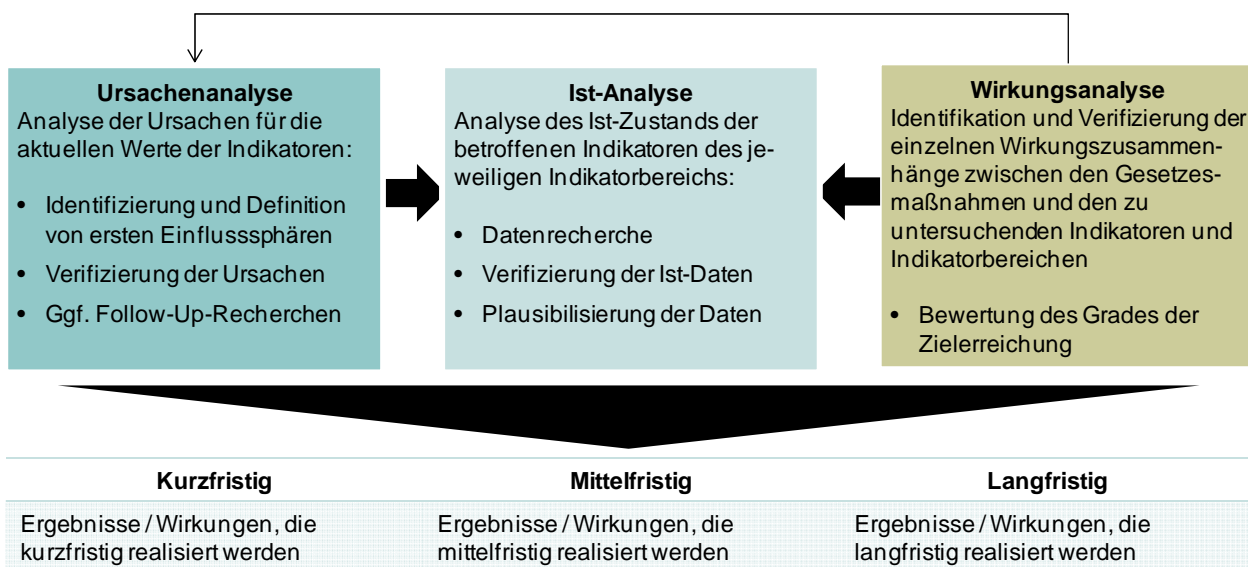 Ursachenanalyse
Analyse der Ursachen für die
aktuellen Werte der Indikatoren:
• Identifizierung und Definition
von ersten Einflusssphären
• Verifizierung der Ursachen
• Ggf. Follow-Up-Recherchen
Ist-Analyse
Analyse des Ist-Zustands der
betroffenen Indikatoren des je-
weiligen Indikatorbereichs:
• Datenrecherche
• Verifizierung der Ist-Daten
• Plausibilisierung der Daten
Wirkungsanalyse
Identifikation und Verifizierung der
einzelnen Wirkungszusammen-
hänge zwischen den Gesetzes-
maßnahmen und den zu
untersuchenden Indikatoren und
Indikatorbereichen
• Bewertung des Grades der
Zielerreichung
Kurzfristig
Ergebnisse / Wirkungen, die
kurzfristig realisiert werden
Mittelfristig
Ergebnisse / Wirkungen, die
mittelfristig realisiert werden
Langfristig
Ergebnisse / Wirkungen, die
langfristig realisiert werden